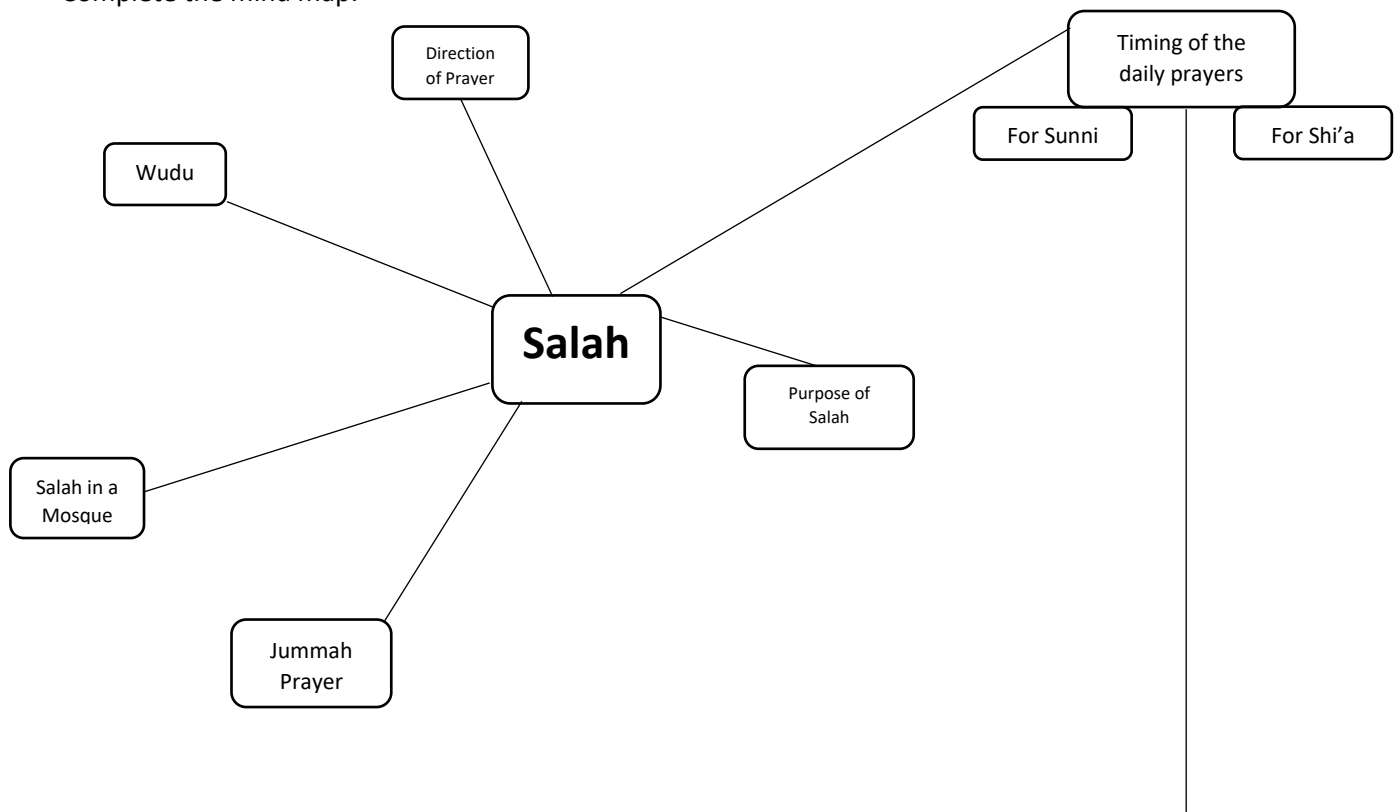 Complete the mind map.
Direction
of Prayer
Timing of the
daily prayers
For Sunni
For Shi’a
Wudu
Salah
Purpose of
Salah
Salah in a
Mosque
Jummah
Prayer